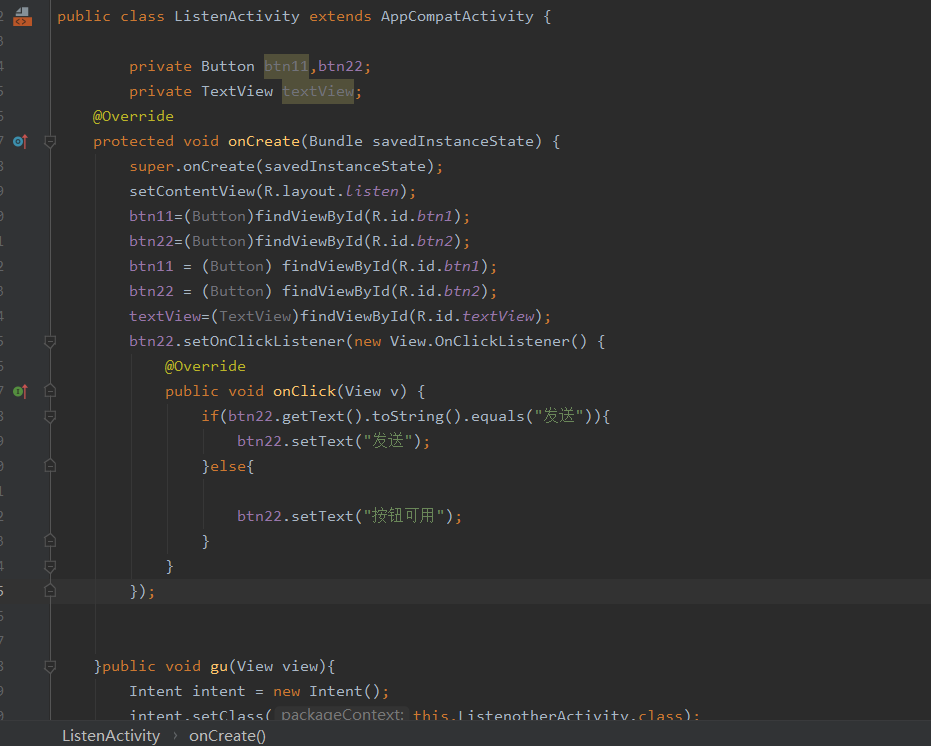 public class ListenActivity extends AppCompatActivity {
private Button btn11,btn22;
private TextView textView;
@Override
protected void onCreate(Bundle savedInstanceState) {
super.onCreate(savedInstanceState);
setContentView(R.layout.listen);
btn11=(Button)findViewById(R.id.btn1);
btn22=(Button)findViewById(R.id.btn2);
btn11 = (Button) findViewById(R.id.btn1);
btn22 = (Button) findViewById(R.id.btn2);
textView=(TextView)findViewById(R.id.textView);
btn22.setOnClickListener(new View.OnClickListener() {
@Override
public void onClick(View v) {
if(btn22.getText().toString().equals("发送")){
btn22.setText("发送");
}else{
btn22.setText("按钮可用");
}
}
});
}public void gu(View view){
Intent intent = new Intent();
intent.setClass( packageContext: this,ListenotherActivity.class);
ListenActivity › onCreate()